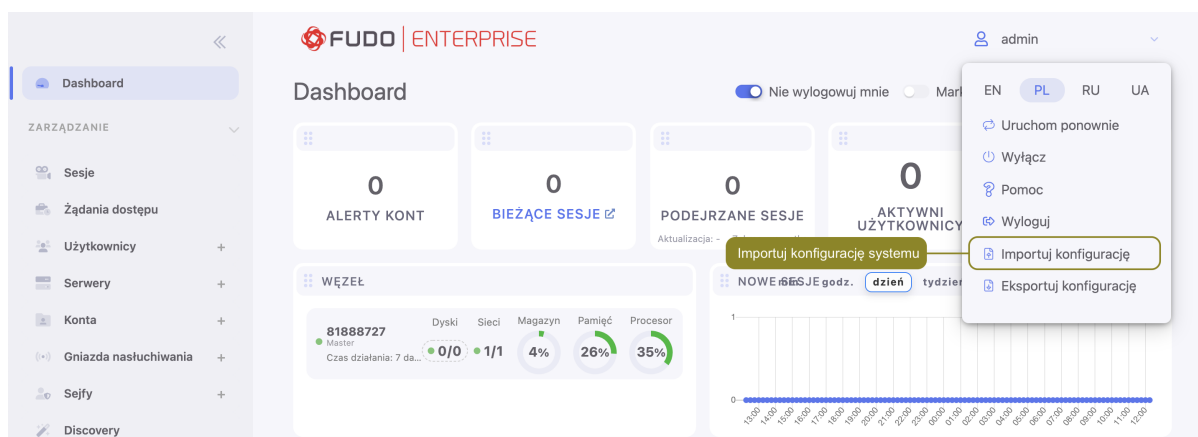 FUDO ENTERPRISE
admin
Dashboard
Dashboard
Nie wylogowuj mnie
EN PL RU UA
Uruchom ponownie
Wyłącz
Pomoc
Wyloguj
Importuj konfigurację
Eksportuj konfigurację
ZARZĄDZANIE
Sesje
Żądania dostępu
Użytkownicy +
Serwery +
Konta +
Gniazda nasłuchiwania +
Sejfy +
Discovery
0
ALERTY KONT
0
BIEŻĄCE SESJE
0
PODEJRZANE SESJE
Aktualizacja: -
0
AKTYWNI
UŻYTKOWNICY
Importuj konfigurację systemu
WĘZEŁ
Dyski Sieci Magazyn Pamięć Procesor
81888727
Master
Czas działania: 7 da...
0/0 1/1 4% 26% 35%
NOWE SESJE godz. dzień
1
0
13:00 14:00 15:00 16:00 17:00 18:00 19:00 20:00 21:00 22:00 23:00 00:00 01:00 02:00 03:00 04:00 05:00 06:00 07:00 08:00 09:00 10:00 11:00 12:00